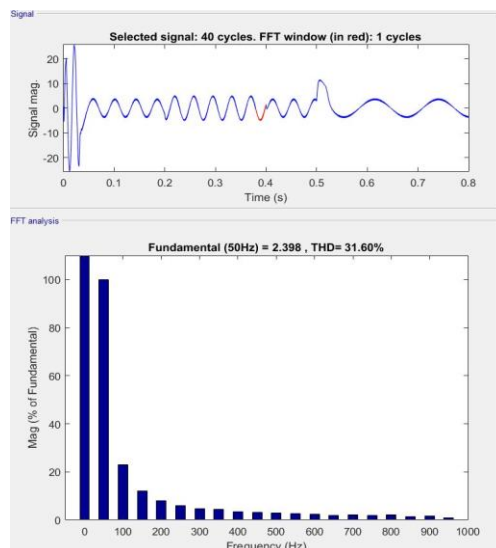 Signal
Selected signal: 40 cycles. FFT window (in red): 1 cycles
Signal mag.
20
10
0
-10
-20
0 0.1 0.2 0.3 0.4 0.5 0.6 0.7 0.8
Time (s)
FFT analysis
Fundamental (50Hz) = 2.398 , THD= 31.60%
Mag (% of Fundamental)
100
80
60
40
20
0
0 100 200 300 400 500 600 700 800 900 1000
Frequency (Hz)